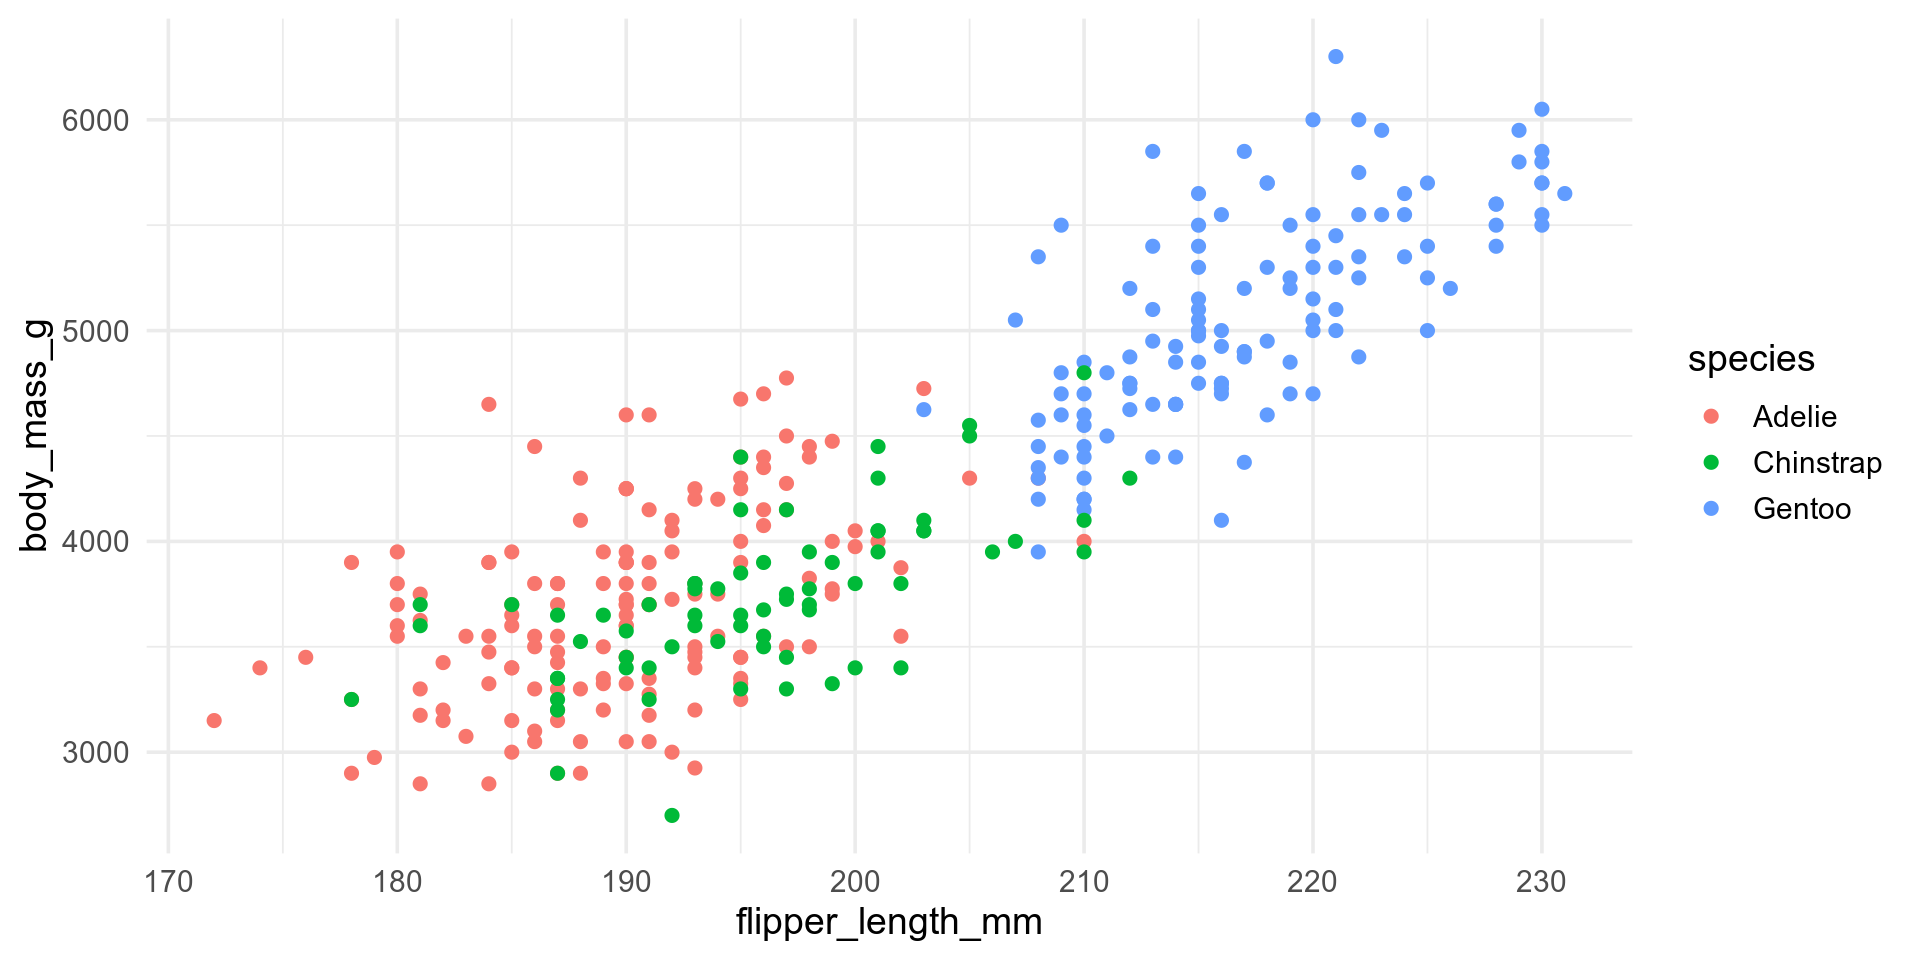 6000
5000
4000
3000
body_mass_g
170 180 190 200 210 220 230
flipper_length_mm
species
Adelie
Chinstrap
Gentoo